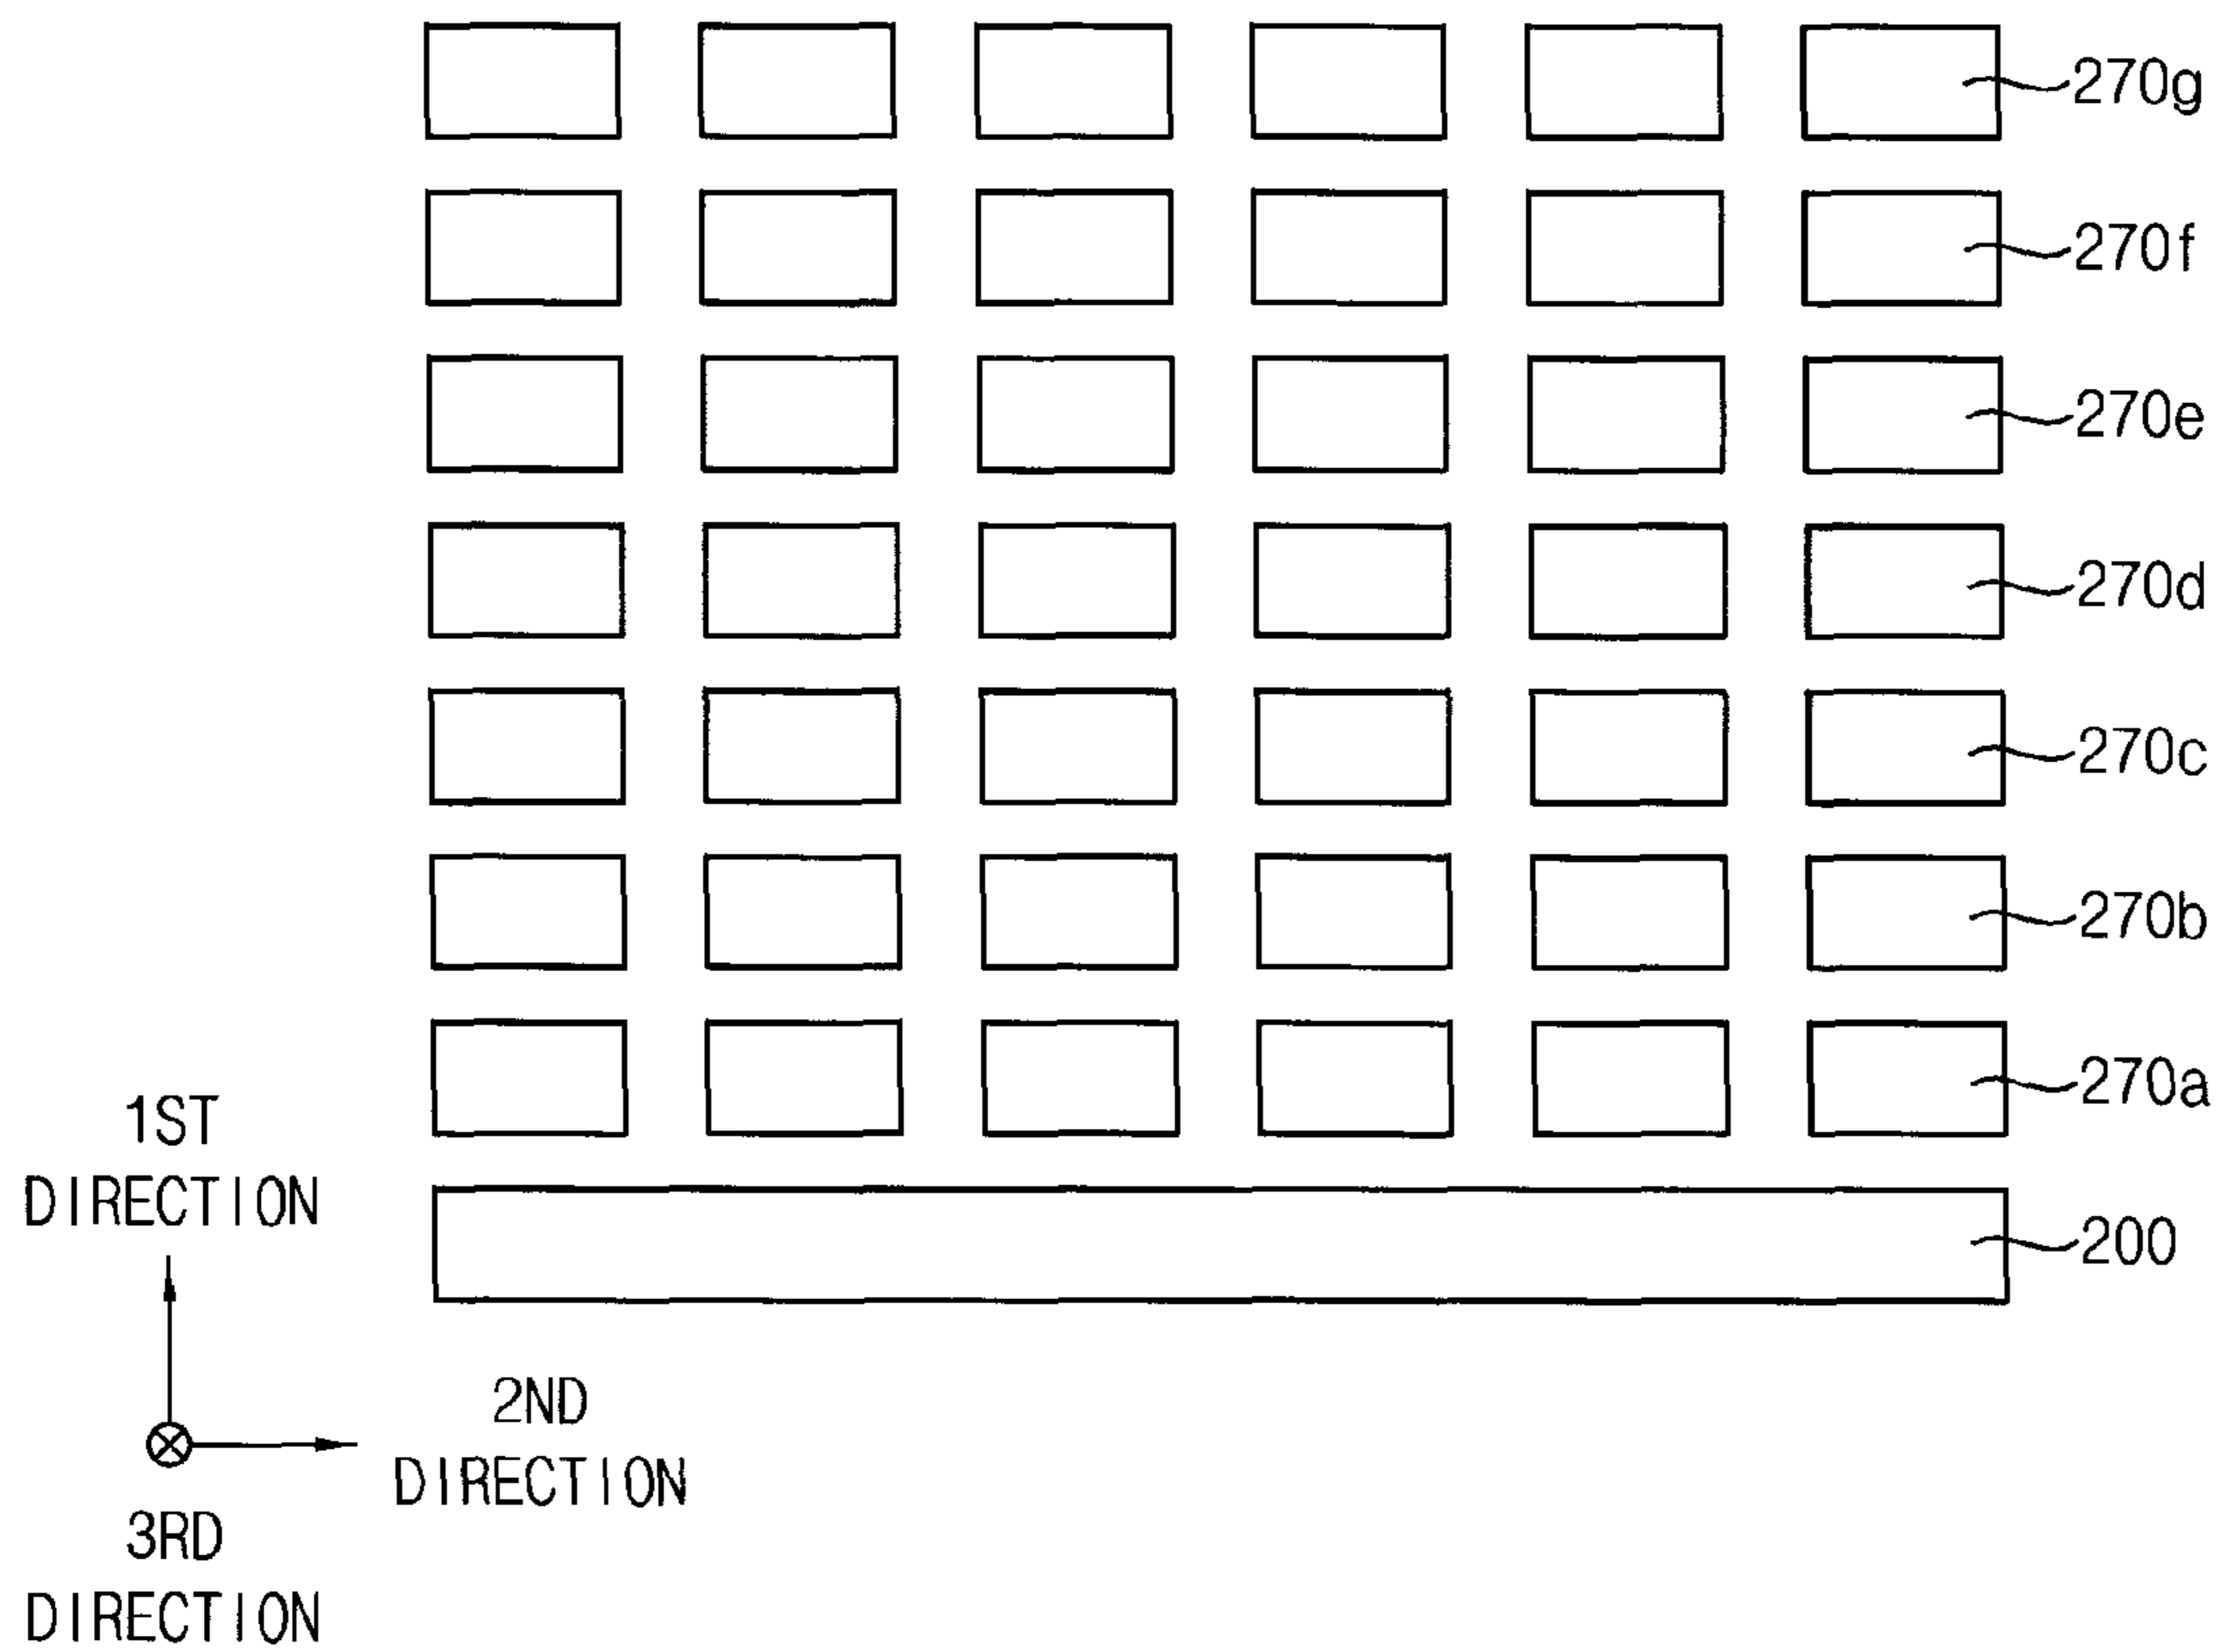 270g
270f
270e
270d
270c
270b
270a
1ST
DIRECTION
200
2ND
DIRECTION
3RD
DIRECTION